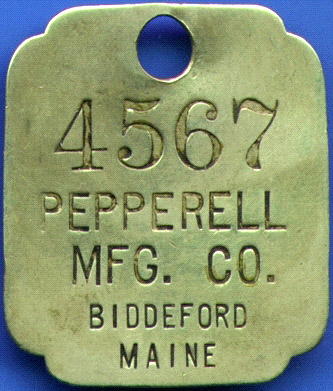 4567
PEPPERELL
MFG. CO.
BIDDEFORD
MAINE